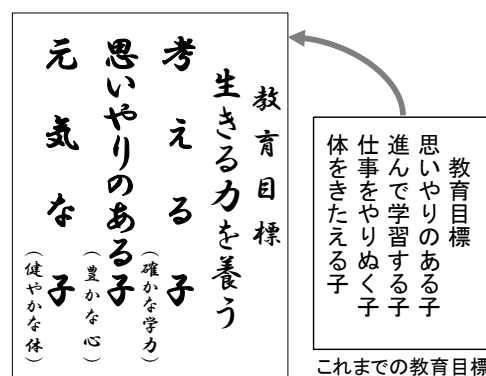 教育目標
生きる力を養う
考える子
（確かな学力）
思いやりのある子
（豊かな心）
元気な子
（健やかな体）
教育目標
思いやりのある子
進んで学習する子
仕事をやりぬく子
体をきたえる子
これまでの教育目標